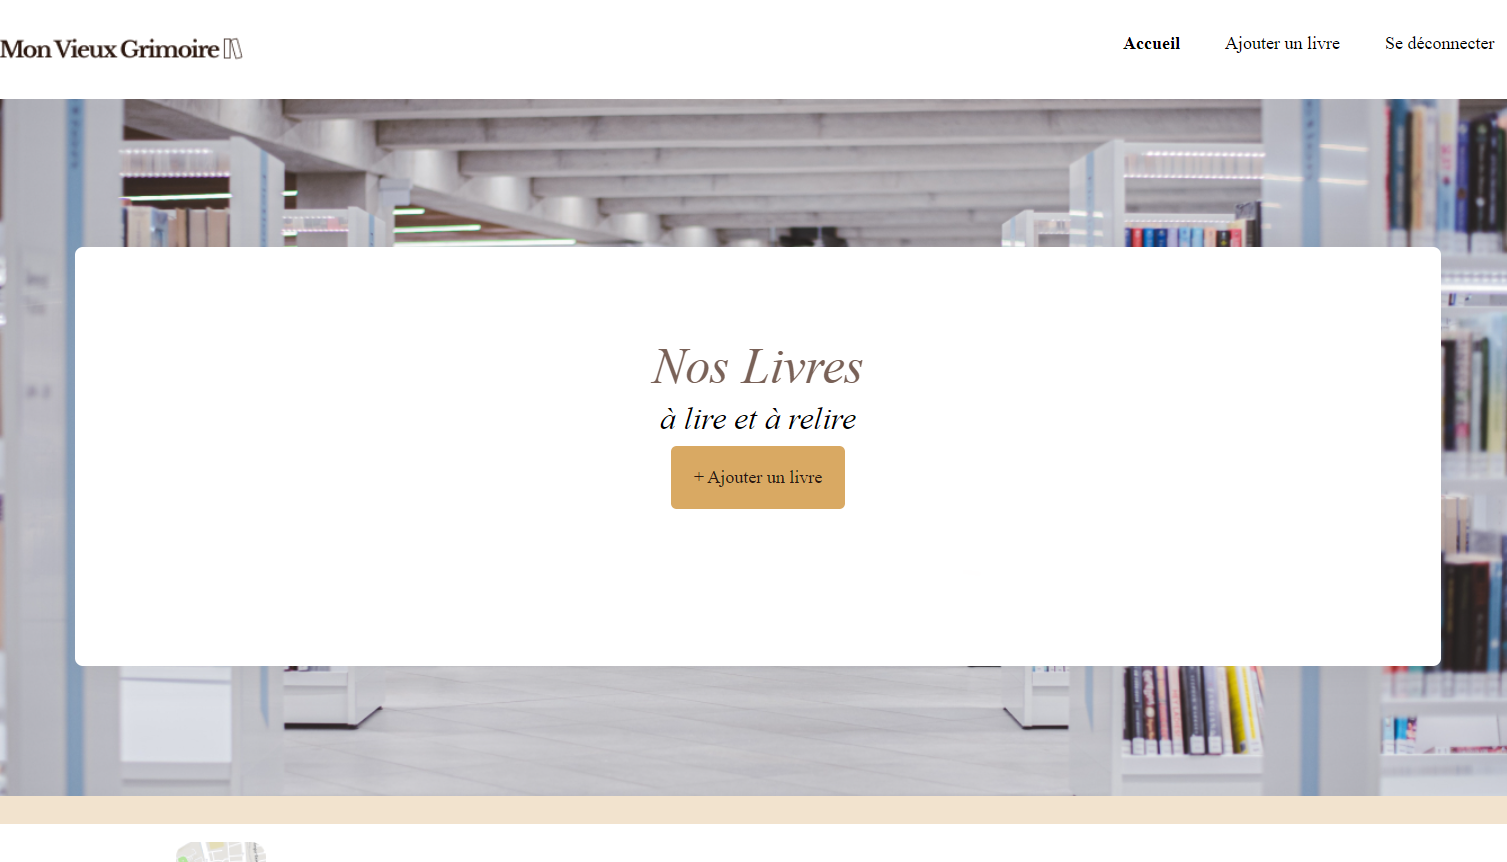 Mon Vieux Grimoire
Accueil
Ajouter un livre
Se déconnecter
Nos Livres
à lire et à relire
+ Ajouter un livre